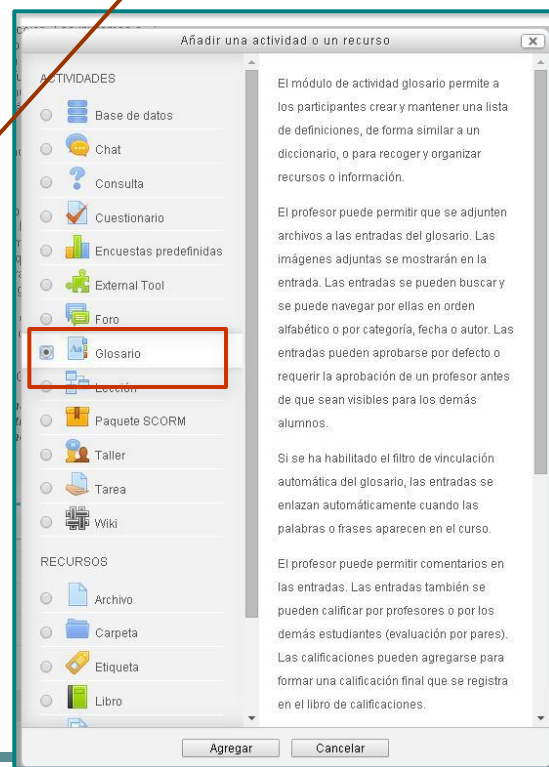 Añadir una actividad o un recurso
ACTIVIDADES
Base de datos
Chat
Consulta
Cuestionario
Encuestas predefinidas
External Tool
Foro
Glosario
Lección
Paquete SCORM
Taller
Tarea
Wiki
RECURSOS
Archivo
Carpeta
Etiqueta
Libro
El módulo de actividad glosario permite a
los participantes crear y mantener una lista
de definiciones, de forma similar a un
diccionario, o para recoger y organizar
recursos o información.
El profesor puede permitir que se adjunten
archivos a las entradas del glosario. Las
imágenes adjuntas se mostrarán en la
entrada. Las entradas se pueden buscar y
se puede navegar por ellas en orden
alfabético o por categoría, fecha o autor. Las
entradas pueden aprobarse por defecto o
requerir la aprobación de un profesor antes
de que sean visibles para los demás
alumnos.
Si se ha habilitado el filtro de vinculación
automática del glosario, las entradas se
enlazan automáticamente cuando las
palabras o frases aparecen en el curso.
El profesor puede permitir comentarios en
las entradas. Las entradas también se
pueden calificar por profesores o por los
demás estudiantes (evaluación por pares).
Las calificaciones pueden agregarse para
formar una calificación final que se registra
en el libro de calificaciones.
Agregar
Cancelar